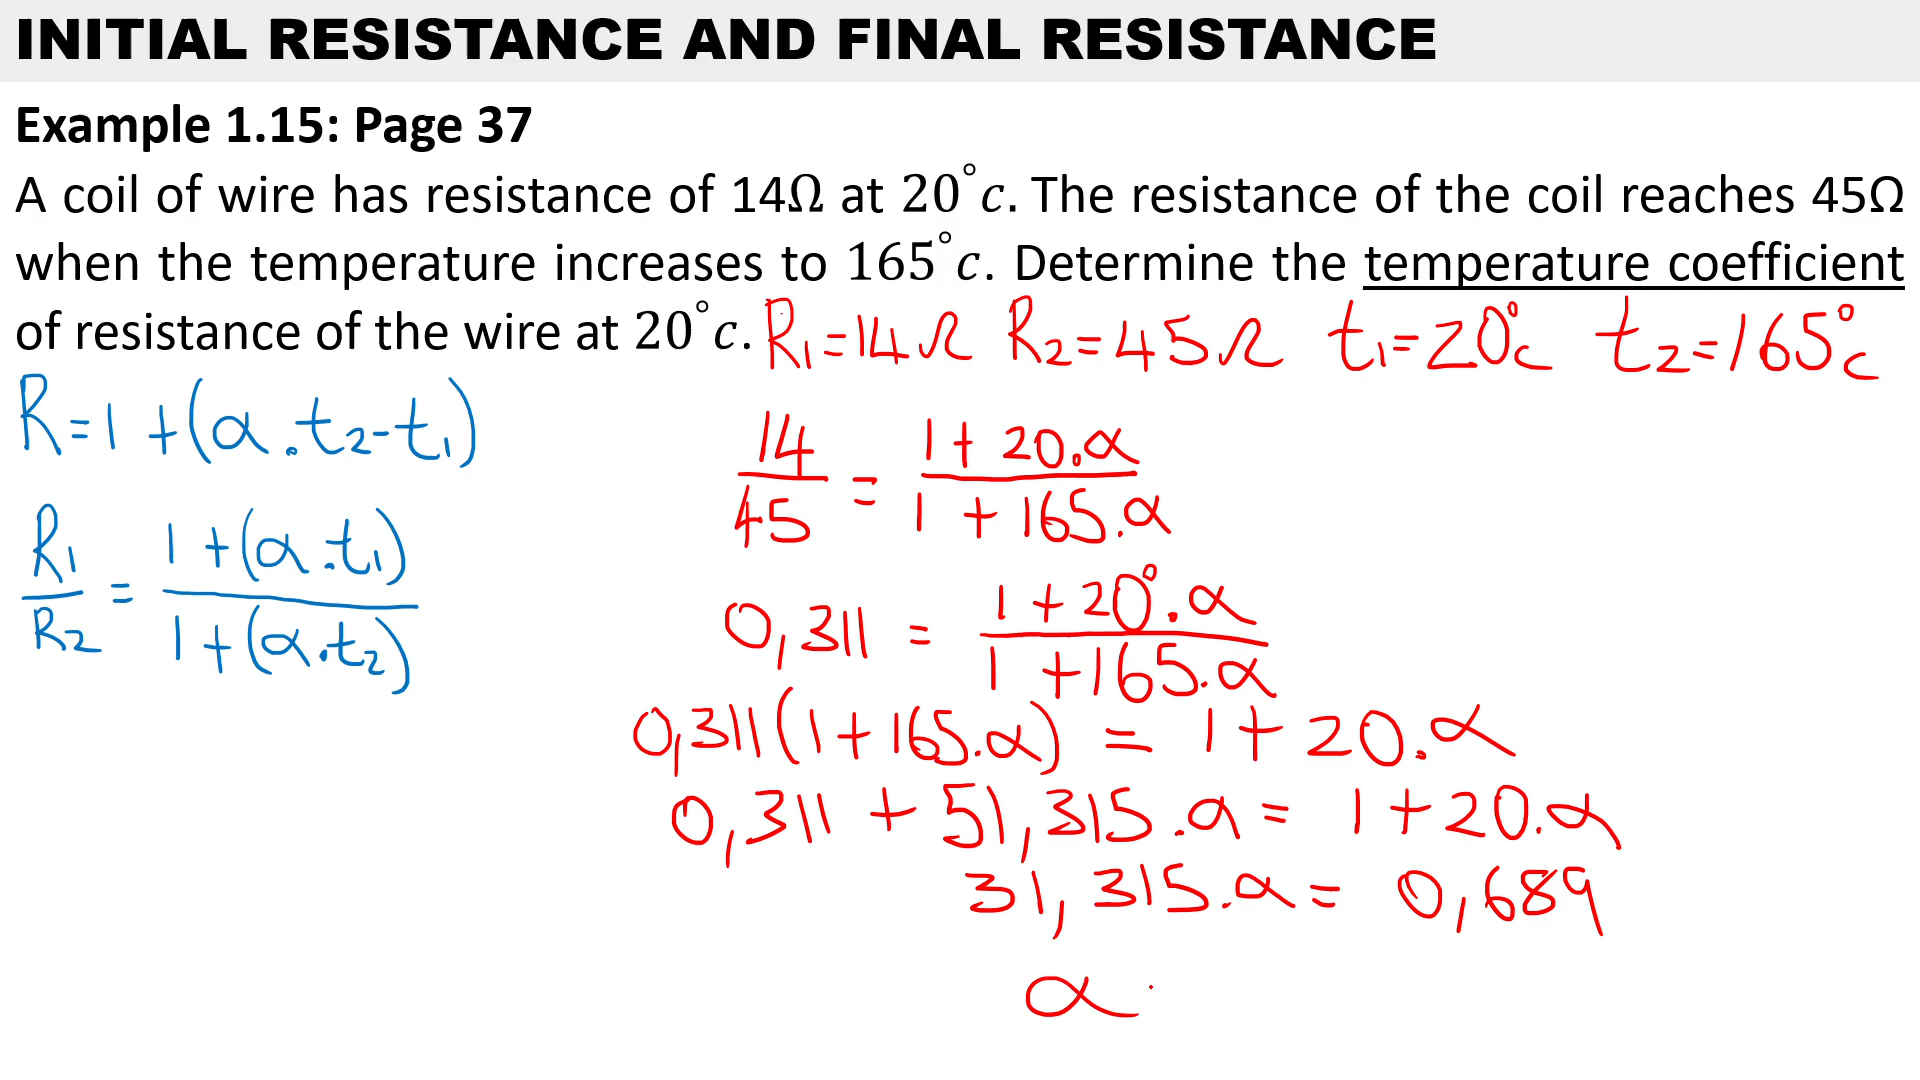 INITIAL RESISTANCE AND FINAL RESISTANCE
Example 1.15: Page 37
A coil of wire has resistance of 14Ω at 20°c. The resistance of the coil reaches 45Ω
when the temperature increases to 165°c. Determine the temperature coefficient
of resistance of the wire at 20°c.
R1=14Ω R2=45Ω t1=20°c t2=165°c
R=1+(α.t2-t1)
R1/R2 = 1+(α.t1)/1+(α.t2)
14/45 = 1+20.α/1+165.α
0,311 = 1+20°.α/1+165.α
0,311(1+165.α) = 1+20.α
0,311 + 51,315.α = 1+20.α
31,315.α = 0,689
α